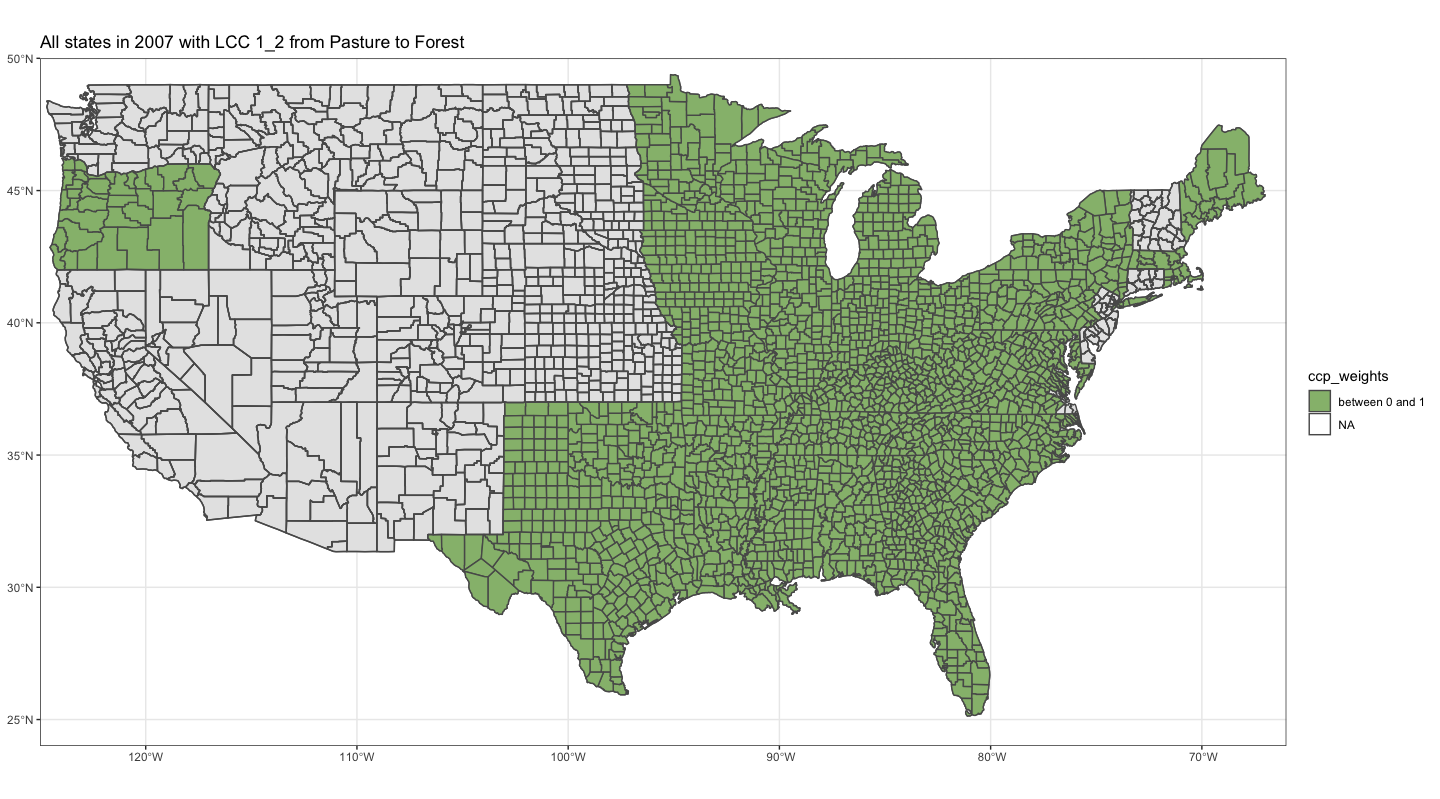 All states in 2007 with LCC 1_2 from Pasture to Forest
50°N
45°N
40°N
35°N
30°N
25°N
120°W
110°W
100°W
90°W
80°W
70°W
ccp_weights
between 0 and 1
NA